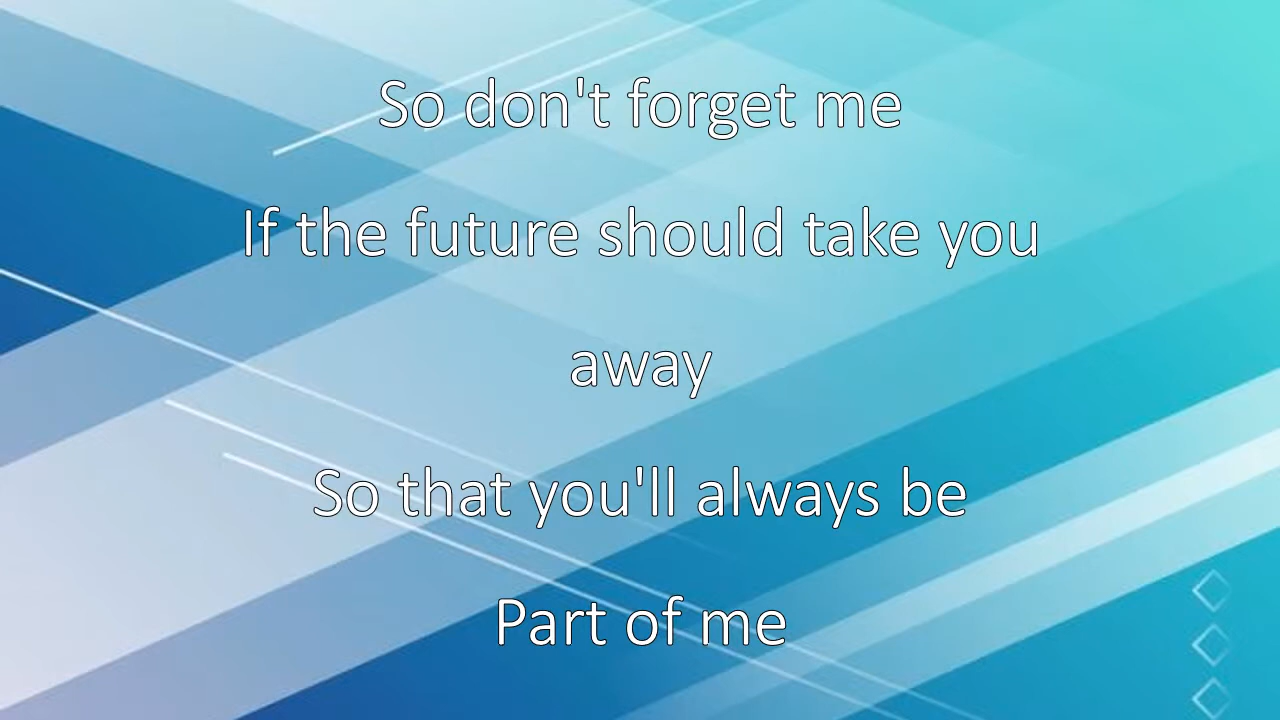 So don't forget me
If the future should take you
away
So that you'll always be
Part of me